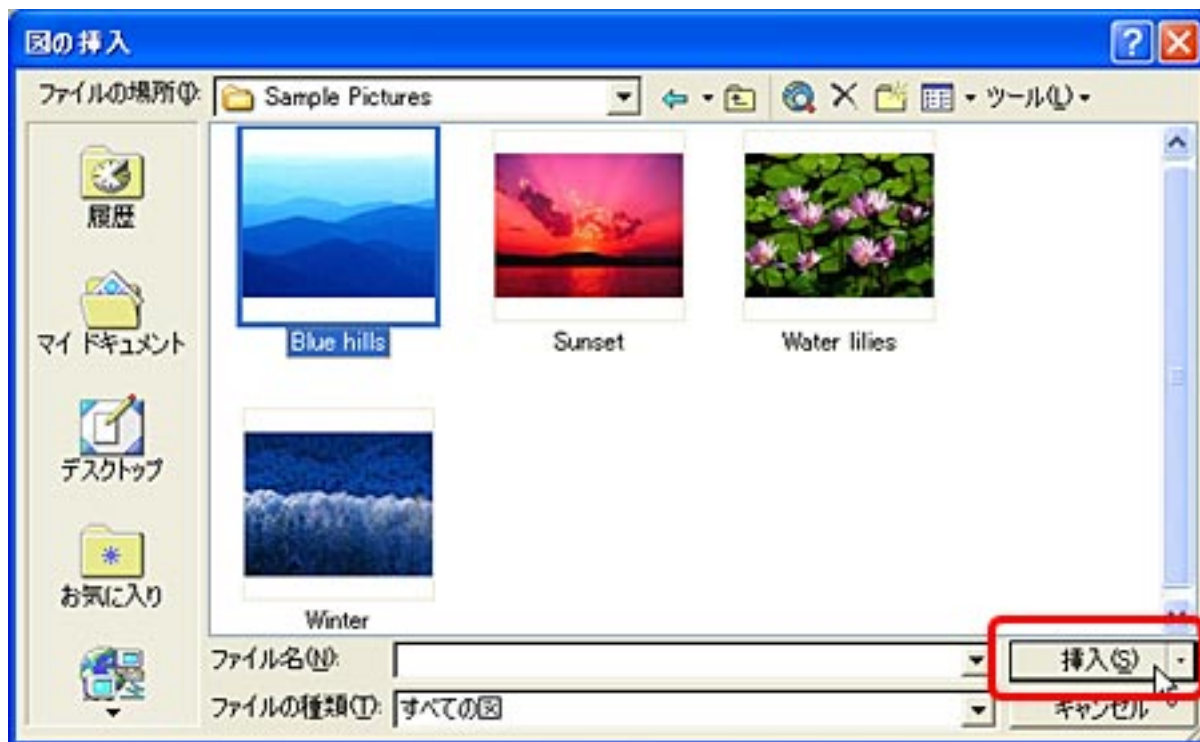 図の挿入
ファイルの場所(I):
Sample Pictures
ツール(L)
履歴
マイ ドキュメント
デスクトップ
お気に入り
Blue hills
Sunset
Water lilies
Winter
ファイル名(N):
挿入(S)
ファイルの種類(T):
すべての図
キャンセル